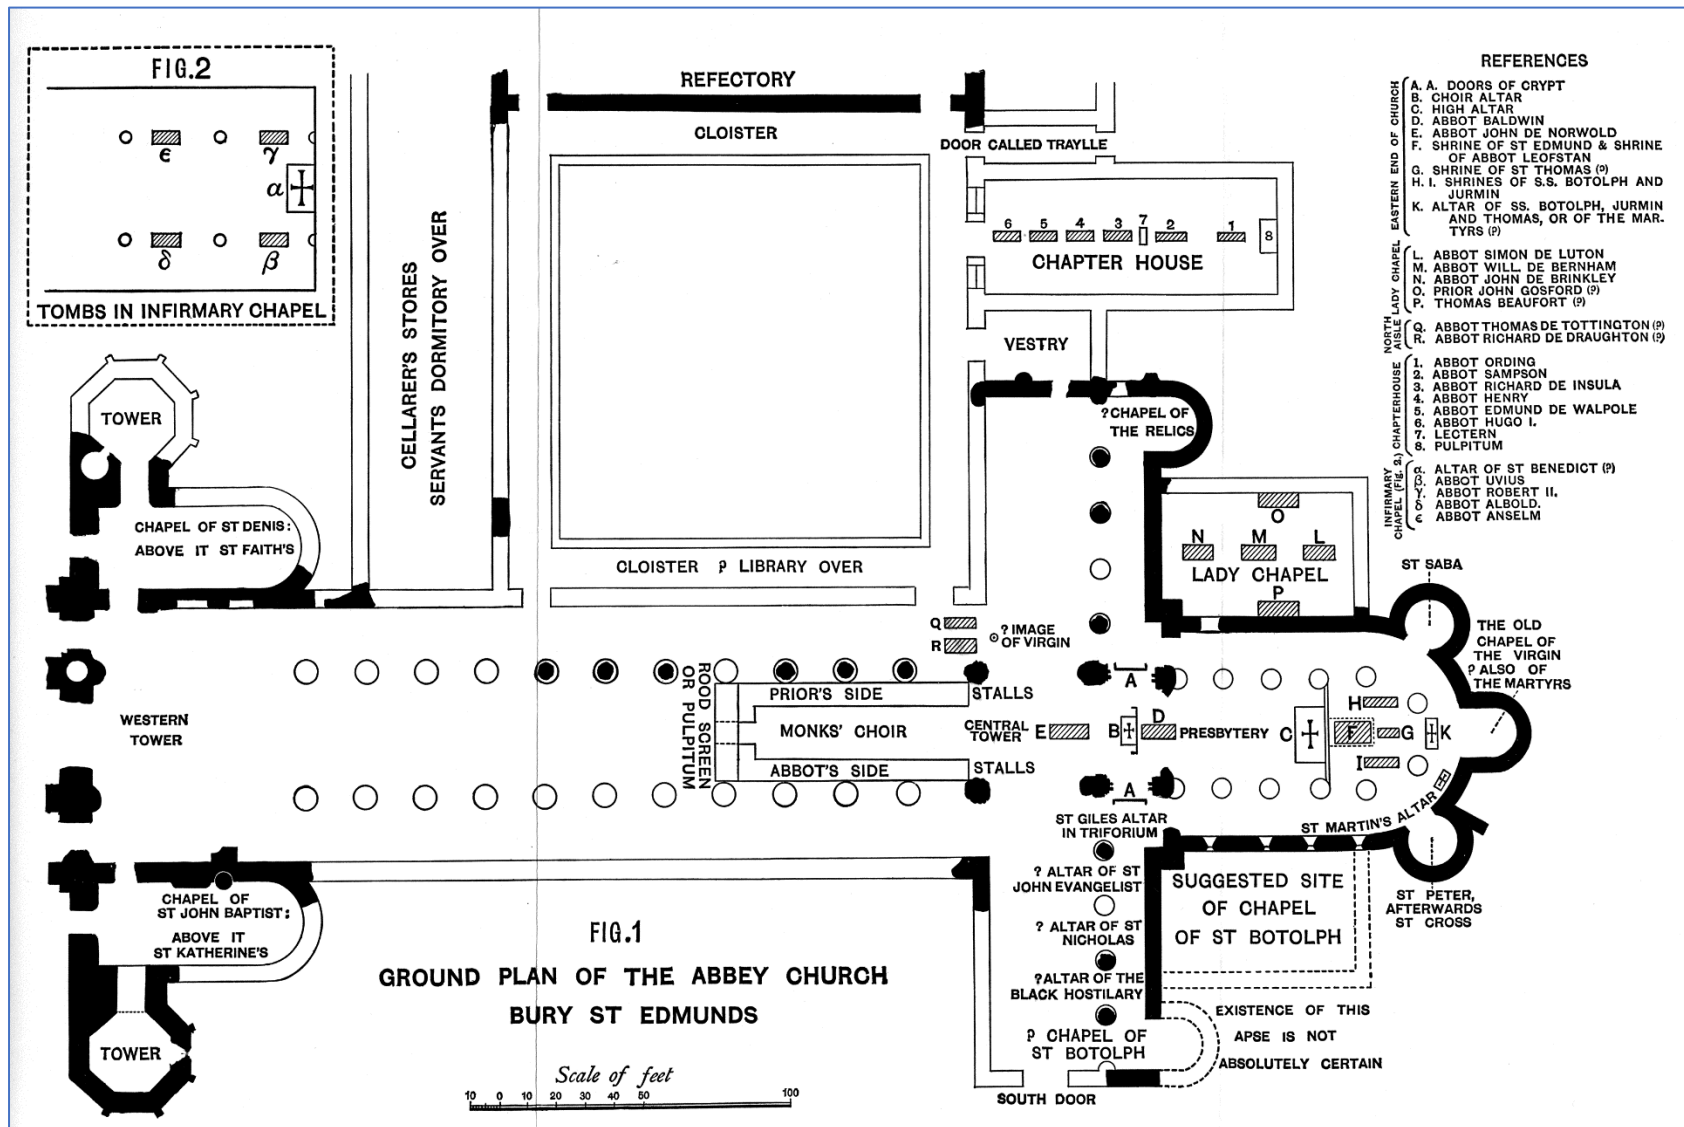 FIG.2
ϵ
γ
α
δ
β
TOMBS IN INFIRMARY CHAPEL
CELLARER'S STORES
SERVANTS DORMITORY OVER
REFECTORY
CLOISTER
CLOISTER ? LIBRARY OVER
DOOR CALLED TRAYLLE
6 5 4 3 7 2 1 8
CHAPTER HOUSE
VESTRY
? CHAPEL OF
THE RELICS
O
N M L
LADY CHAPEL
P
TOWER
CHAPEL OF ST DENIS:
ABOVE IT ST FAITH'S
WESTERN
TOWER
ROOD SCREEN
OR PULPITUM
PRIOR'S SIDE
MONKS' CHOIR
ABBOT'S SIDE
STALLS
CENTRAL
TOWER
STALLS
Q
R
? IMAGE
OF VIRGIN
A
E
B
D
PRESBYTERY
C
F
H
G
I
K
A
ST SABA
THE OLD
CHAPEL OF
THE VIRGIN
? ALSO OF
THE MARTYRS
ST MARTIN'S ALTAR
ST PETER,
AFTERWARDS
ST CROSS
ST GILES ALTAR
IN TRIFORIUM
? ALTAR OF ST
JOHN EVANGELIST
? ALTAR OF ST
NICHOLAS
?ALTAR OF THE
BLACK HOSTILARY
? CHAPEL OF
ST BOTOLPH
SOUTH DOOR
SUGGESTED SITE
OF CHAPEL
OF ST BOTOLPH
EXISTENCE OF THIS
APSE IS NOT
ABSOLUTELY CERTAIN
CHAPEL OF
ST JOHN BAPTIST:
ABOVE IT
ST KATHERINE'S
TOWER
FIG.1
GROUND PLAN OF THE ABBEY CHURCH
BURY ST EDMUNDS
Scale of feet
10 0 10 20 30 40 50 100
REFERENCES
EASTERN END OF CHURCH
A. A. DOORS OF CRYPT
B. CHOIR ALTAR
C. HIGH ALTAR
D. ABBOT BALDWIN
E. ABBOT JOHN DE NORWOLD
F. SHRINE OF ST EDMUND & SHRINE
OF ABBOT LEOFSTAN
G. SHRINE OF ST THOMAS (?)
H. I. SHRINES OF S.S. BOTOLPH AND
JURMIN
K. ALTAR OF SS. BOTOLPH, JURMIN
AND THOMAS, OR OF THE MAR-
TYRS (?)
LADY CHAPEL
L. ABBOT SIMON DE LUTON
M. ABBOT WILL. DE BERNHAM
N. ABBOT JOHN DE BRINKLEY
O. PRIOR JOHN GOSFORD (?)
P. THOMAS BEAUFORT (?)
NORTH
AISLE
Q. ABBOT THOMAS DE TOTTINGTON (?)
R. ABBOT RICHARD DE DRAUGHTON (?)
CHAPTERHOUSE
1. ABBOT ORDING
2. ABBOT SAMPSON
3. ABBOT RICHARD DE INSULA
4. ABBOT HENRY
5. ABBOT EDMUND DE WALPOLE
6. ABBOT HUGO I.
7. LECTERN
8. PULPITUM
INFIRMARY
CHAPEL (Fig. 2.)
α. ALTAR OF ST BENEDICT (?)
β. ABBOT UVIUS
γ. ABBOT ROBERT II.
δ ABBOT ALBOLD.
ϵ ABBOT ANSELM